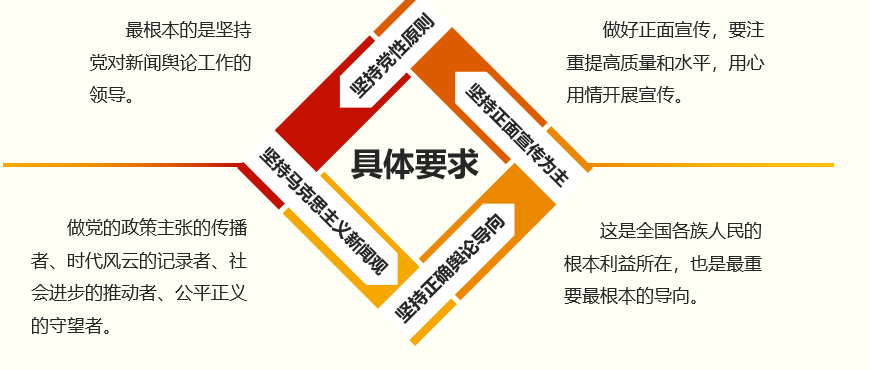 最根本的是坚持
党对新闻舆论工作的
领导。
坚持党性原则
做好正面宣传，要注
重提高质量和水平，用心
用情开展宣传。
坚持正面宣传为主
具体要求
坚持马克思主义新闻观
做党的政策主张的传播
者、时代风云的记录者、社
会进步的推动者、公平正义
的守望者。
坚持正确舆论导向
这是全国各族人民的
根本利益所在，也是最重
要最根本的导向。